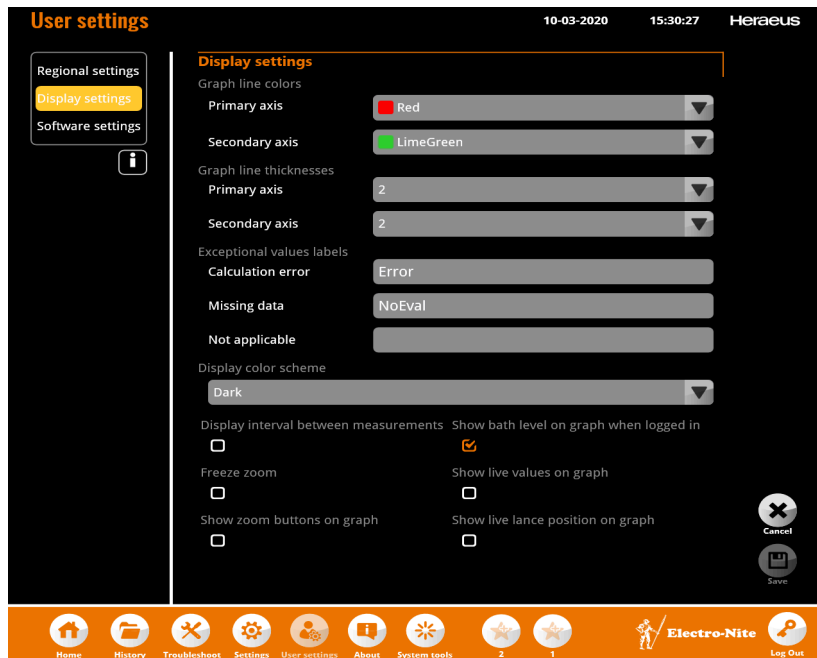 User settings
10-03-2020 15:30:27 Heraeus
Regional settings
Display settings
Software settings
i
Display settings
Graph line colors
Primary axis Red
Secondary axis LimeGreen
Graph line thicknesses
Primary axis 2
Secondary axis 2
Exceptional values labels
Calculation error Error
Missing data NoEval
Not applicable
Display color scheme
Dark
Display interval between measurements Show bath level on graph when logged in
Freeze zoom Show live values on graph
Show zoom buttons on graph Show live lance position on graph
Cancel
Save
Electro-Nite
Home History Troubleshoot Settings User settings About System tools 2 1 Log Out